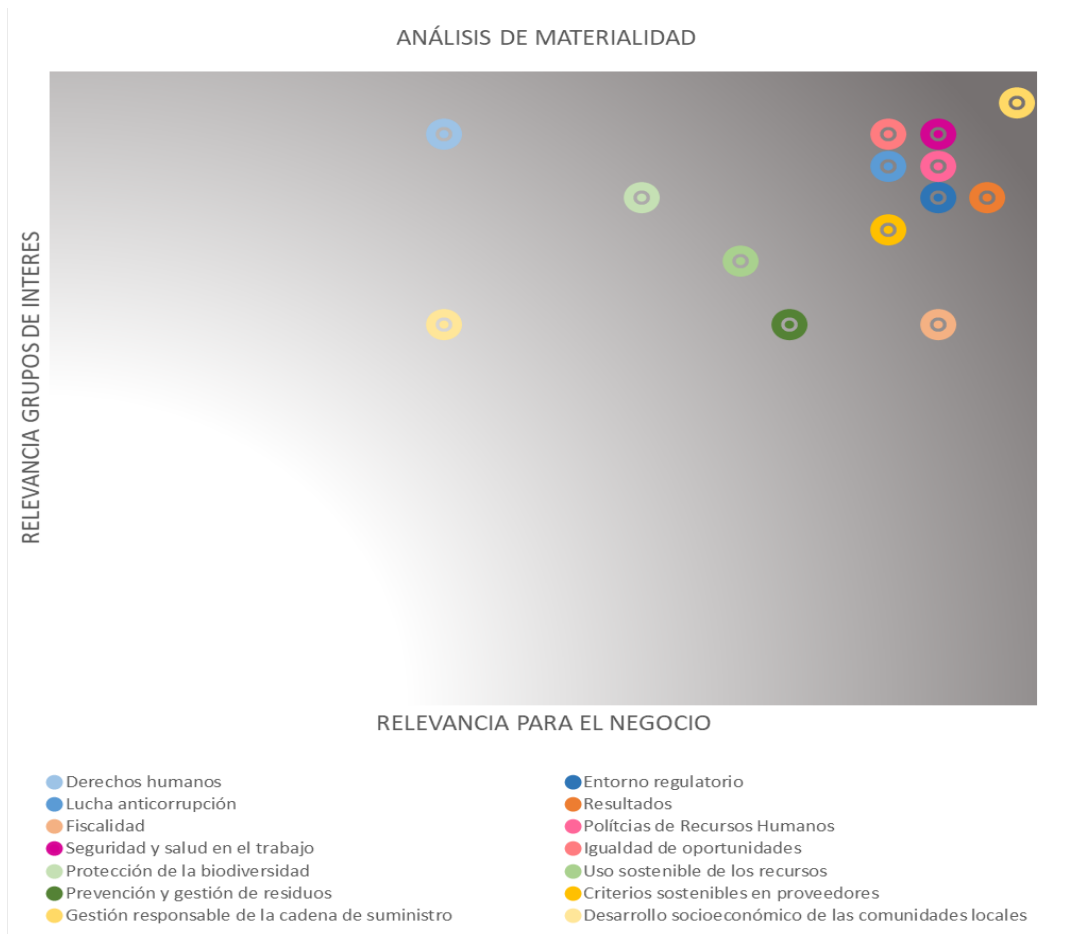 ANÁLISIS DE MATERIALIDAD
RELEVANCIA GRUPOS DE INTERES
RELEVANCIA PARA EL NEGOCIO
Derechos humanos
Entorno regulatorio
Lucha anticorrupción
Resultados
Fiscalidad
Polítcias de Recursos Humanos
Seguridad y salud en el trabajo
Igualdad de oportunidades
Protección de la biodiversidad
Uso sostenible de los recursos
Prevención y gestión de residuos
Criterios sostenibles en proveedores
Gestión responsable de la cadena de suministro
Desarrollo socioeconómico de las comunidades locales